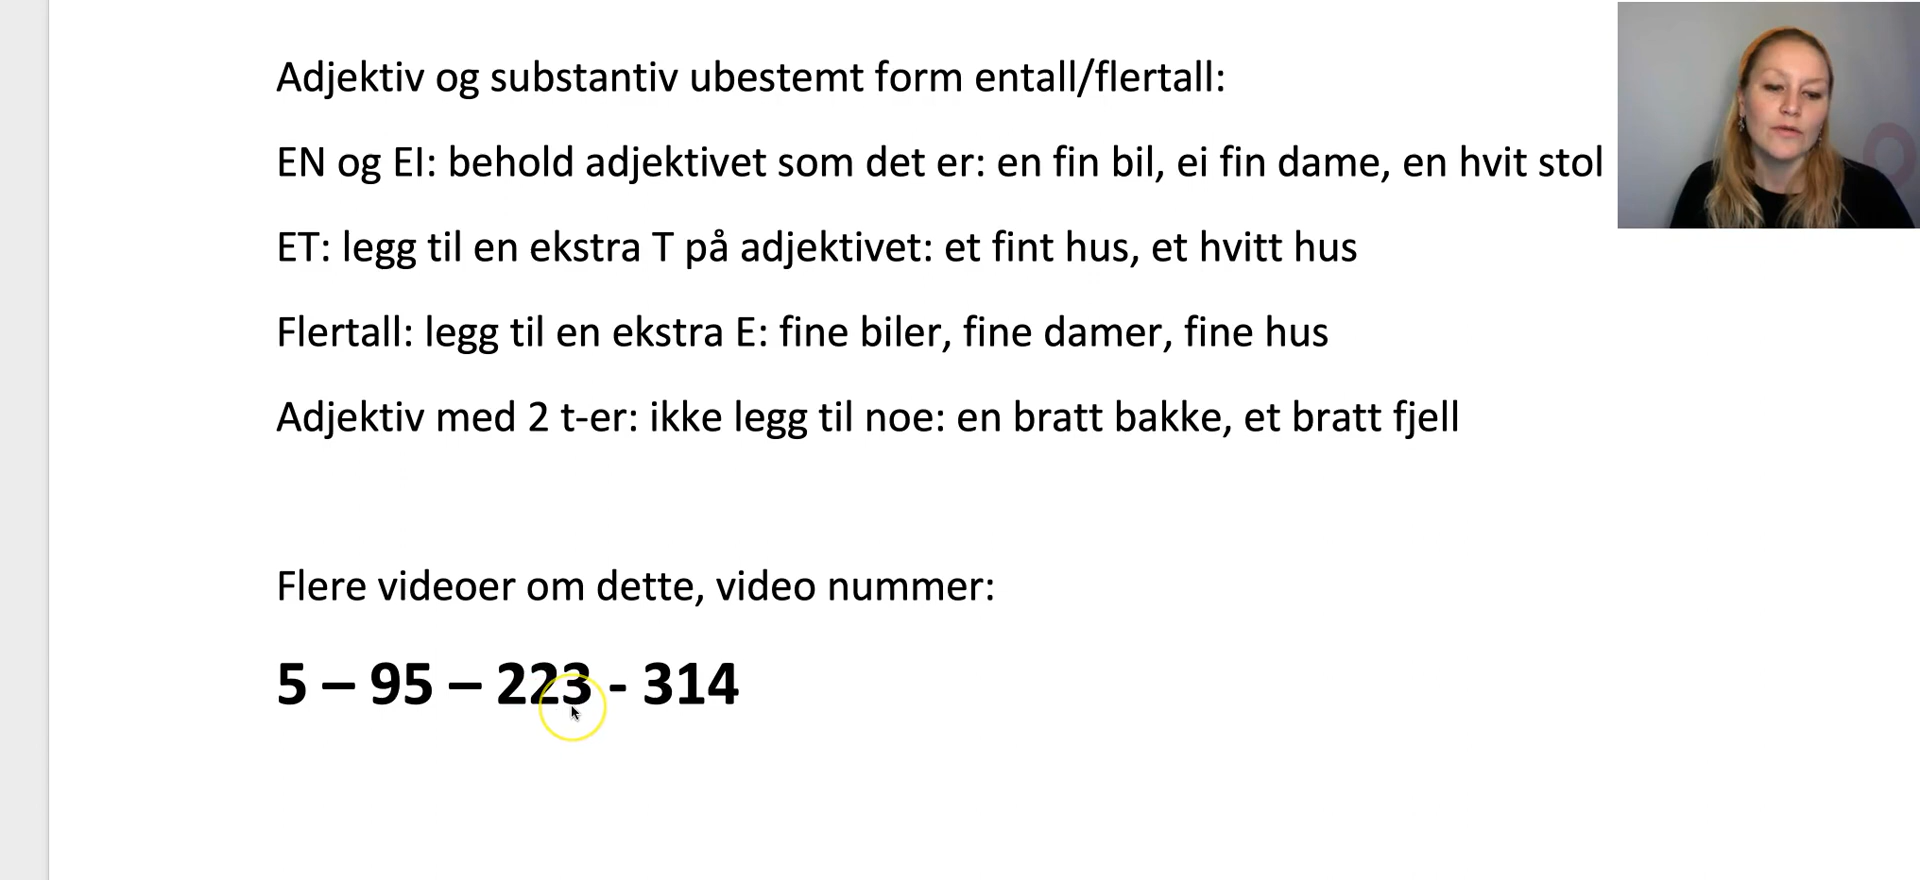 Adjektiv og substantiv ubestemt form entall/flertall:
EN og EI: behold adjektivet som det er: en fin bil, ei fin dame, en hvit stol
ET: legg til en ekstra T på adjektivet: et fint hus, et hvitt hus
Flertall: legg til en ekstra E: fine biler, fine damer, fine hus
Adjektiv med 2 t-er: ikke legg til noe: en bratt bakke, et bratt fjell
Flere videoer om dette, video nummer:
5 – 95 – 223 - 314